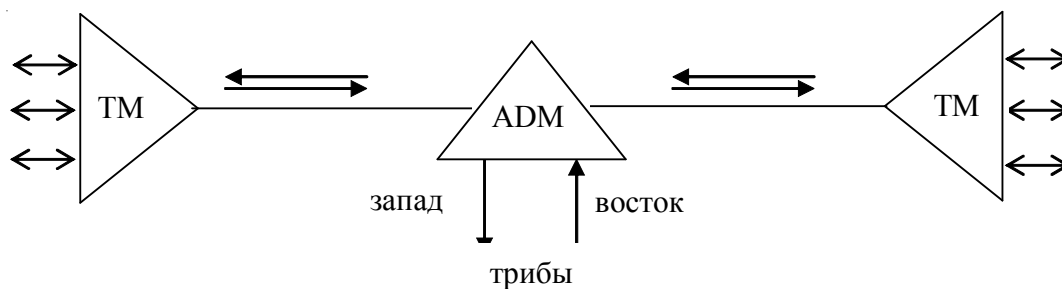 TM
ADM
TM
запад
восток
трибы